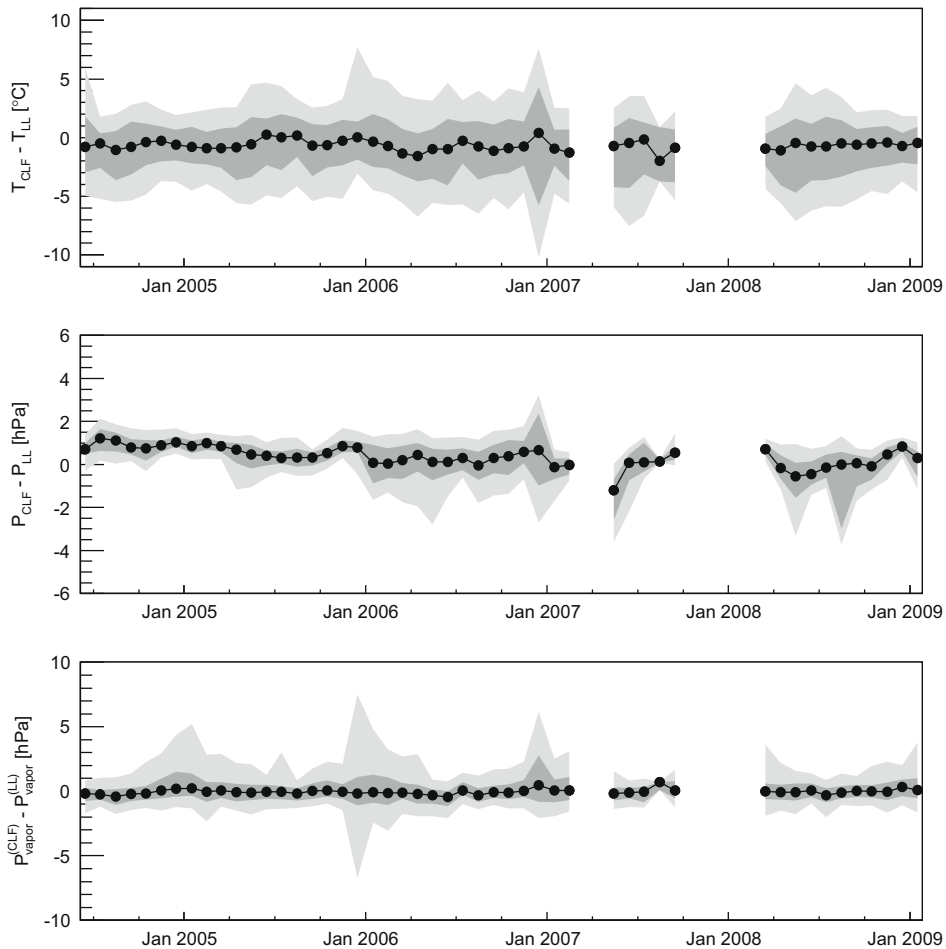 10
5
0
-5
-10
T_CLF - T_LL [°C]
Jan 2005 Jan 2006 Jan 2007 Jan 2008 Jan 2009
6
4
2
0
-2
-4
-6
P_CLF - P_LL [hPa]
Jan 2005 Jan 2006 Jan 2007 Jan 2008 Jan 2009
10
5
0
-5
-10
P_vapor^(CLF) - P_vapor^(LL) [hPa]
Jan 2005 Jan 2006 Jan 2007 Jan 2008 Jan 2009